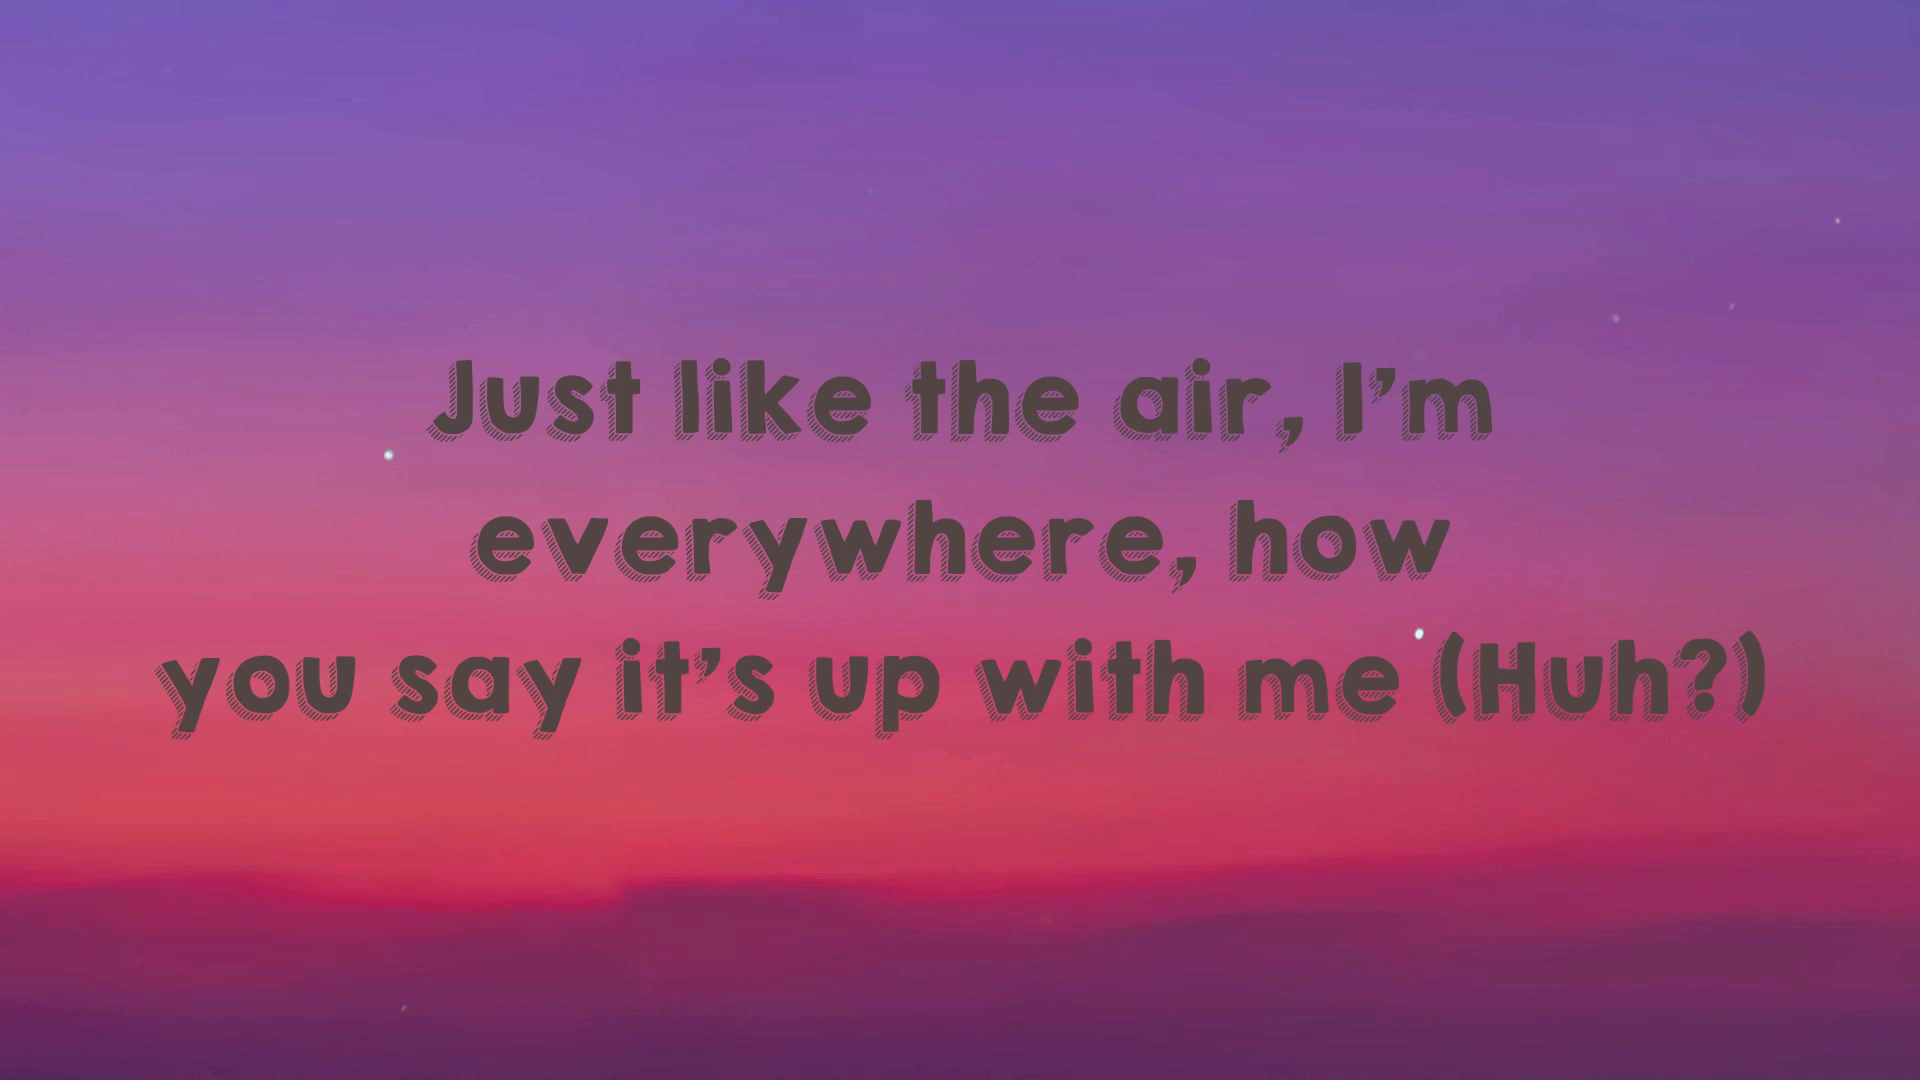 Just like the air, I'm
everywhere, how
you say it's up with me (Huh?)